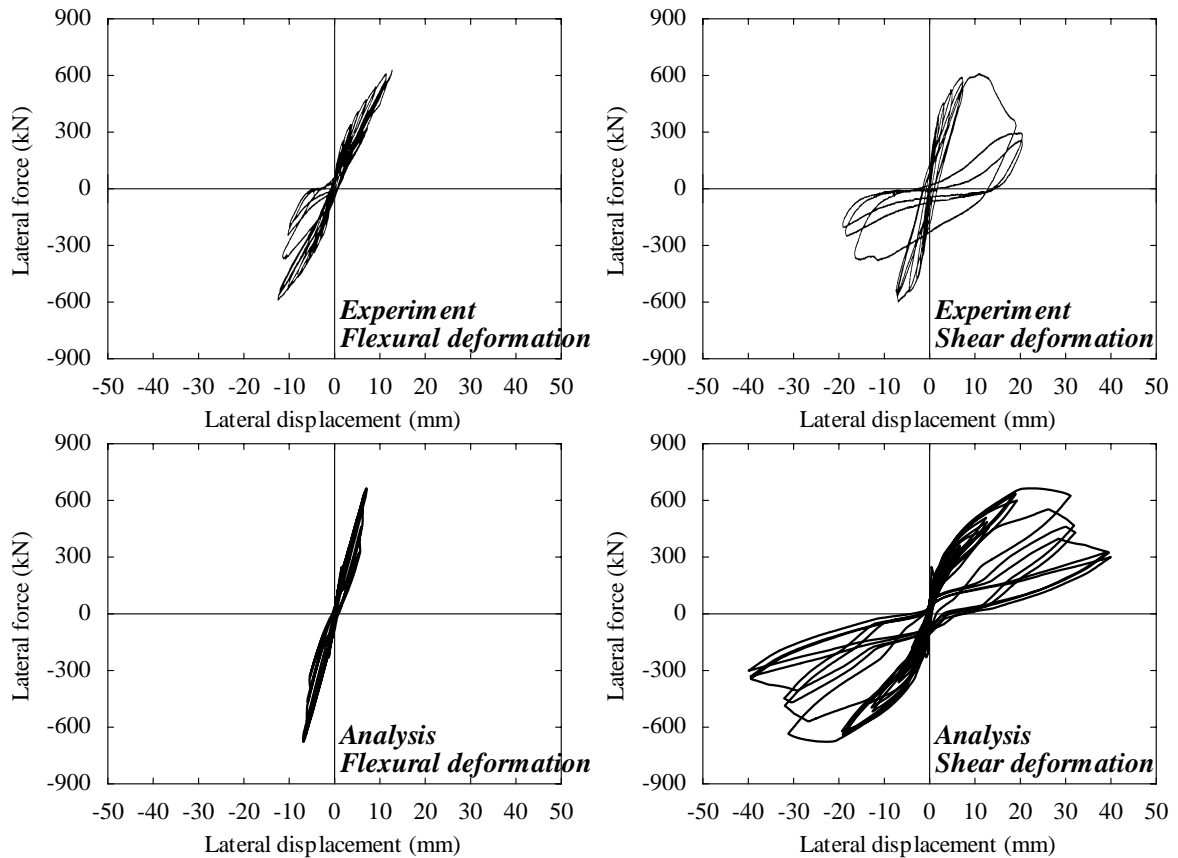 900
600
300
0
-300
-600
-900
Lateral force (kN)
Experiment
Flexural deformation
-50 -40 -30 -20 -10 0 10 20 30 40 50
Lateral displacement (mm)
900
600
300
0
-300
-600
-900
Lateral force (kN)
Experiment
Shear deformation
-50 -40 -30 -20 -10 0 10 20 30 40 50
Lateral displacement (mm)
900
600
300
0
-300
-600
-900
Lateral force (kN)
Analysis
Flexural deformation
-50 -40 -30 -20 -10 0 10 20 30 40 50
Lateral displacement (mm)
900
600
300
0
-300
-600
-900
Lateral force (kN)
Analysis
Shear deformation
-50 -40 -30 -20 -10 0 10 20 30 40 50
Lateral displacement (mm)